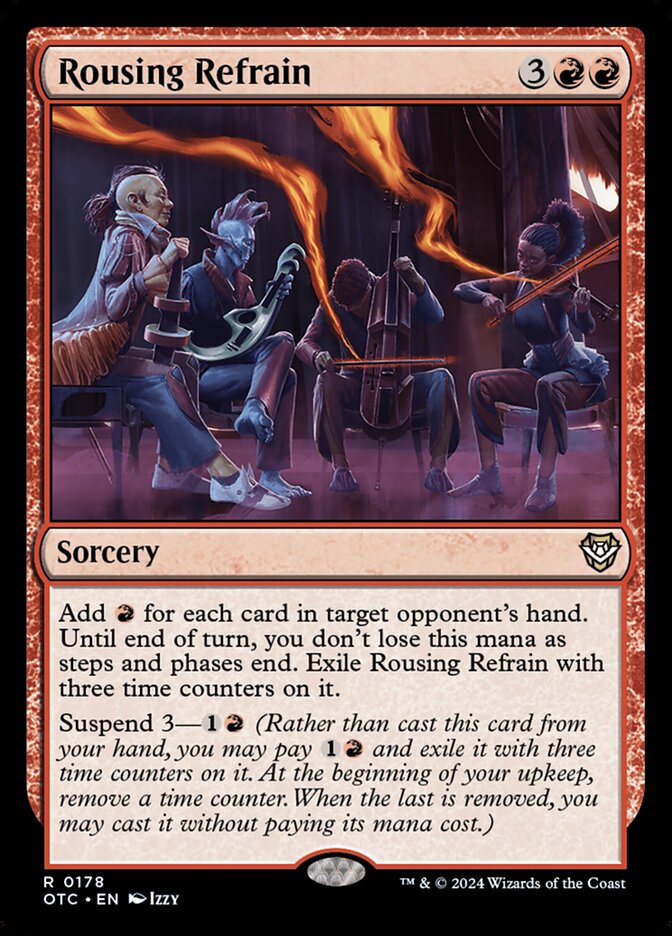 Rousing Refrain 3
Sorcery
Add for each card in target opponent's hand.
Until end of turn, you don't lose this mana as
steps and phases end. Exile Rousing Refrain with
three time counters on it.
Suspend 3—1 (Rather than cast this card from
your hand, you may pay 1 and exile it with three
time counters on it. At the beginning of your upkeep,
remove a time counter. When the last is removed, you
may cast it without paying its mana cost.)
R 0178
OTC • EN Izzy
™ & © 2024 Wizards of the Coast